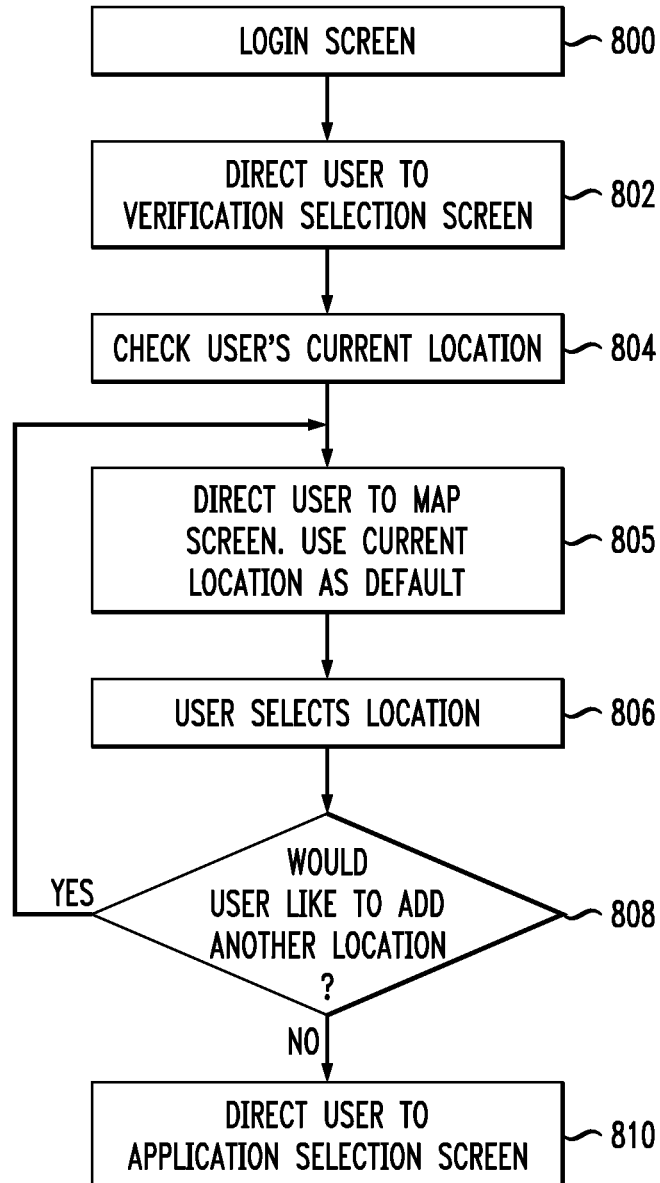 LOGIN SCREEN
800
DIRECT USER TO
VERIFICATION SELECTION SCREEN
802
CHECK USER'S CURRENT LOCATION
804
DIRECT USER TO MAP
SCREEN. USE CURRENT
LOCATION AS DEFAULT
805
USER SELECTS LOCATION
806
WOULD
USER LIKE TO ADD
ANOTHER LOCATION
?
808
YES
NO
DIRECT USER TO
APPLICATION SELECTION SCREEN
810